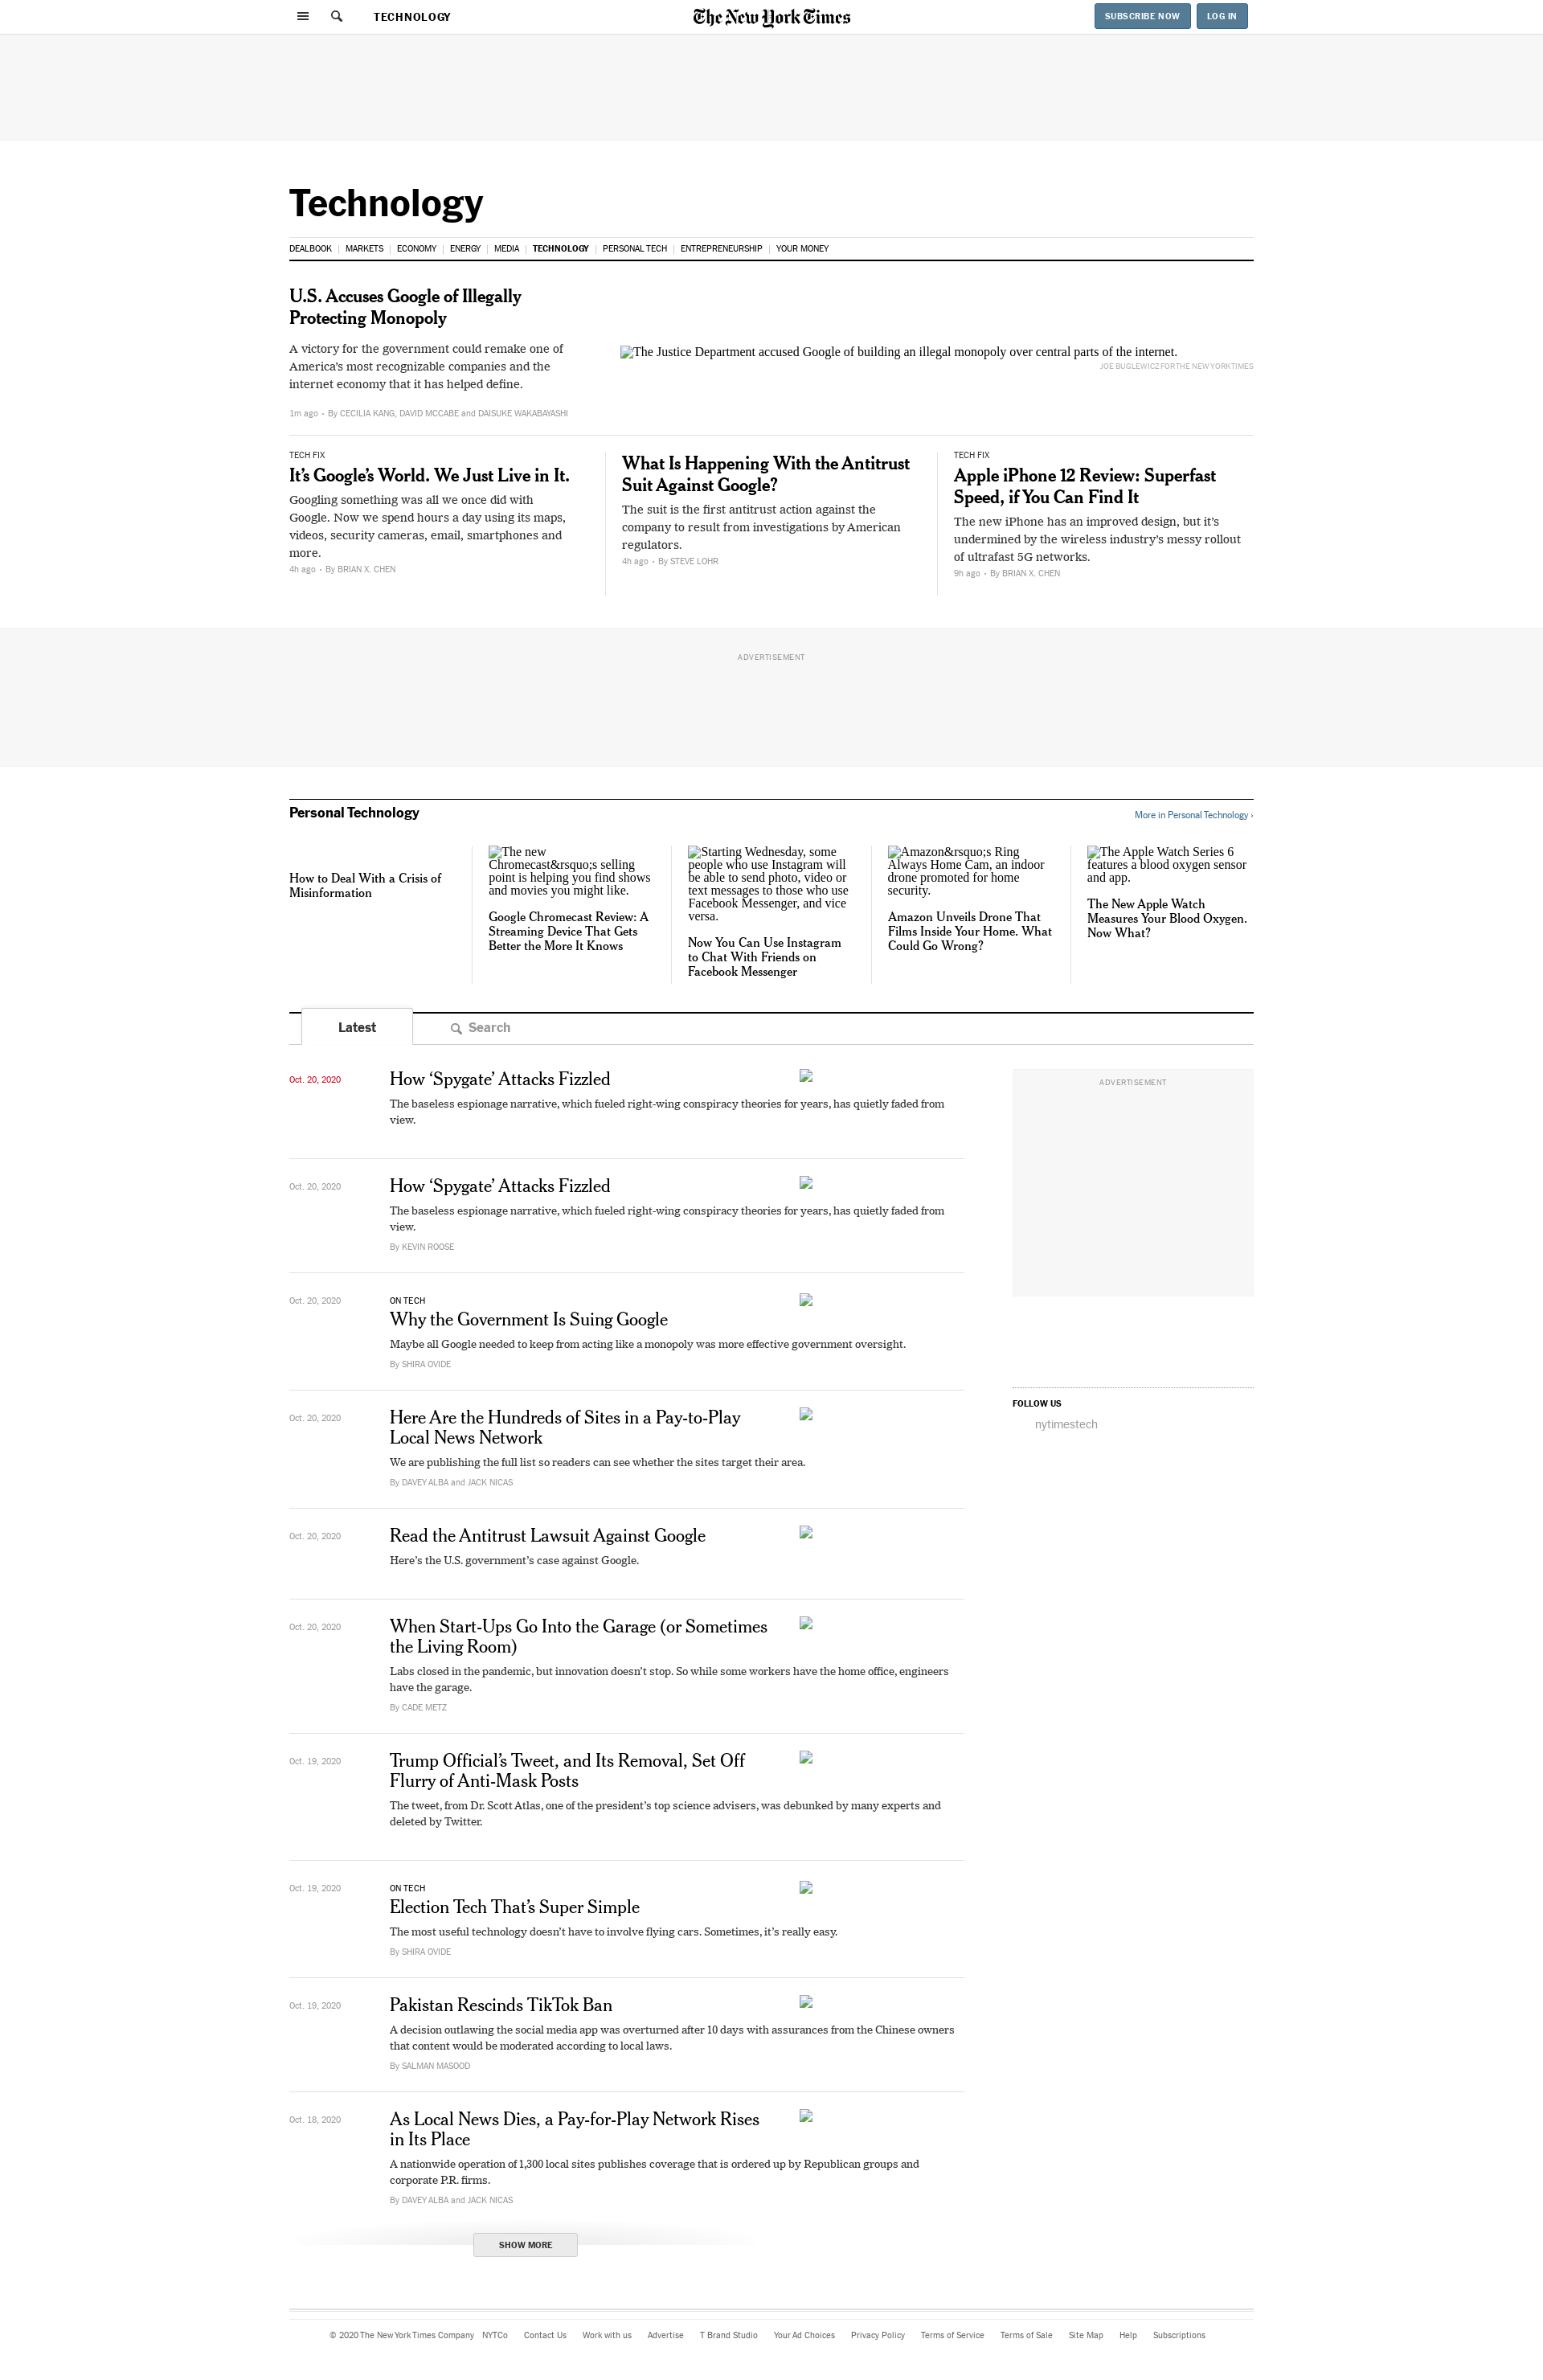 TECHNOLOGY
The New York Times
SUBSCRIBE NOW
LOG IN
Technology
DEALBOOK
MARKETS
ECONOMY
ENERGY
MEDIA
TECHNOLOGY
PERSONAL TECH
ENTREPRENEURSHIP
YOUR MONEY
U.S. Accuses Google of Illegally
Protecting Monopoly
A victory for the government could remake one of
America's most recognizable companies and the
internet economy that it has helped define.
1m ago • By CECILIA KANG, DAVID MCCABE and DAISUKE WAKABAYASHI
The Justice Department accused Google of building an illegal monopoly over central parts of the internet.
JOE BUGLEWICZ FOR THE NEW YORK TIMES
TECH FIX
It’s Google’s World. We Just Live in It.
Googling something was all we once did with
Google. Now we spend hours a day using its maps,
videos, security cameras, email, smartphones and
more.
4h ago • By BRIAN X. CHEN
What Is Happening With the Antitrust
Suit Against Google?
The suit is the first antitrust action against the
company to result from investigations by American
regulators.
4h ago • By STEVE LOHR
TECH FIX
Apple iPhone 12 Review: Superfast
Speed, if You Can Find It
The new iPhone has an improved design, but it’s
undermined by the wireless industry’s messy rollout
of ultrafast 5G networks.
9h ago • By BRIAN X. CHEN
ADVERTISEMENT
Personal Technology
More in Personal Technology ›
How to Deal With a Crisis of
Misinformation
The new
Chromecast&rsquo;s selling
point is helping you find shows
and movies you might like.
Google Chromecast Review: A
Streaming Device That Gets
Better the More It Knows
Starting Wednesday, some
people who use Instagram will
be able to send photo, video or
text messages to those who use
Facebook Messenger, and vice
versa.
Now You Can Use Instagram
to Chat With Friends on
Facebook Messenger
Amazon&rsquo;s Ring
Always Home Cam, an indoor
drone promoted for home
security.
Amazon Unveils Drone That
Films Inside Your Home. What
Could Go Wrong?
The Apple Watch Series 6
features a blood oxygen sensor
and app.
The New Apple Watch
Measures Your Blood Oxygen.
Now What?
Latest
Search
Oct. 20, 2020
How ‘Spygate’ Attacks Fizzled
The baseless espionage narrative, which fueled right-wing conspiracy theories for years, has quietly faded from
view.
ADVERTISEMENT
Oct. 20, 2020
How ‘Spygate’ Attacks Fizzled
The baseless espionage narrative, which fueled right-wing conspiracy theories for years, has quietly faded from
view.
By KEVIN ROOSE
Oct. 20, 2020
ON TECH
Why the Government Is Suing Google
Maybe all Google needed to keep from acting like a monopoly was more effective government oversight.
By SHIRA OVIDE
FOLLOW US
nytimestech
Oct. 20, 2020
Here Are the Hundreds of Sites in a Pay-to-Play
Local News Network
We are publishing the full list so readers can see whether the sites target their area.
By DAVEY ALBA and JACK NICAS
Oct. 20, 2020
Read the Antitrust Lawsuit Against Google
Here’s the U.S. government’s case against Google.
Oct. 20, 2020
When Start-Ups Go Into the Garage (or Sometimes
the Living Room)
Labs closed in the pandemic, but innovation doesn’t stop. So while some workers have the home office, engineers
have the garage.
By CADE METZ
Oct. 19, 2020
Trump Official’s Tweet, and Its Removal, Set Off
Flurry of Anti-Mask Posts
The tweet, from Dr. Scott Atlas, one of the president’s top science advisers, was debunked by many experts and
deleted by Twitter.
Oct. 19, 2020
ON TECH
Election Tech That’s Super Simple
The most useful technology doesn’t have to involve flying cars. Sometimes, it’s really easy.
By SHIRA OVIDE
Oct. 19, 2020
Pakistan Rescinds TikTok Ban
A decision outlawing the social media app was overturned after 10 days with assurances from the Chinese owners
that content would be moderated according to local laws.
By SALMAN MASOOD
Oct. 18, 2020
As Local News Dies, a Pay-for-Play Network Rises
in Its Place
A nationwide operation of 1,300 local sites publishes coverage that is ordered up by Republican groups and
corporate P.R. firms.
By DAVEY ALBA and JACK NICAS
SHOW MORE
© 2020 The New York Times Company NYTCo Contact Us Work with us Advertise T Brand Studio Your Ad Choices Privacy Policy Terms of Service Terms of Sale Site Map Help Subscriptions